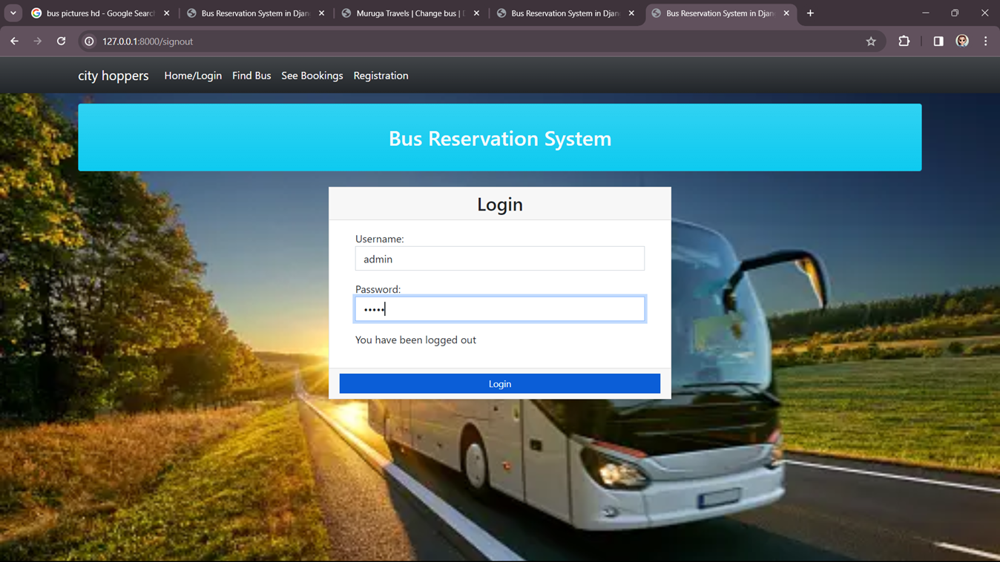 bus pictures hd - Google Searc
Bus Reservation System in Djan
Muruga Travels | Change bus | D
Bus Reservation System in Djan
Bus Reservation System in Djan
127.0.0.1:8000/signout
city hoppers Home/Login Find Bus See Bookings Registration
Bus Reservation System
Login
Username:
admin
Password:
•••••
You have been logged out
Login